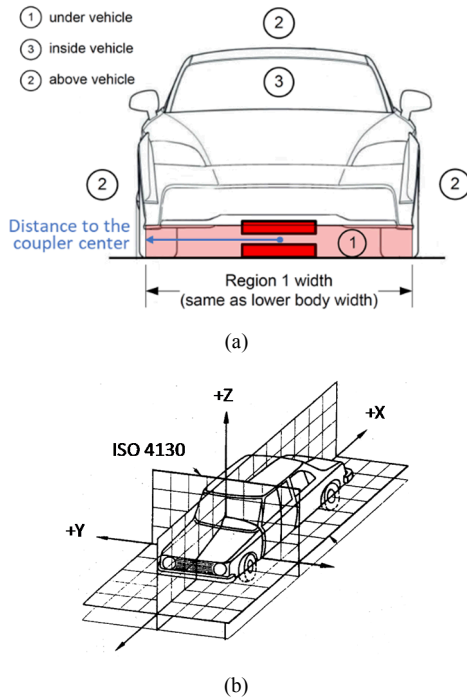 1 under vehicle
3 inside vehicle
2 above vehicle
2
3
2
2
Distance to the
coupler center
1
Region 1 width
(same as lower body width)
(a)
+Z
+X
ISO 4130
+Y
(b)